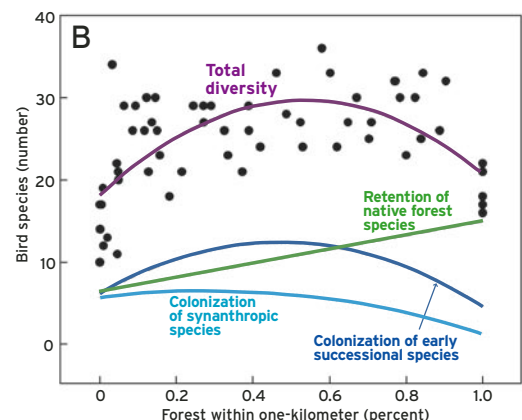 B
40
30
20
10
0
Bird species (number)
Total
diversity
Retention of
native forest
species
Colonization
of synanthropic
species
Colonization of early
successional species
0 0.2 0.4 0.6 0.8 1.0
Forest within one-kilometer (percent)